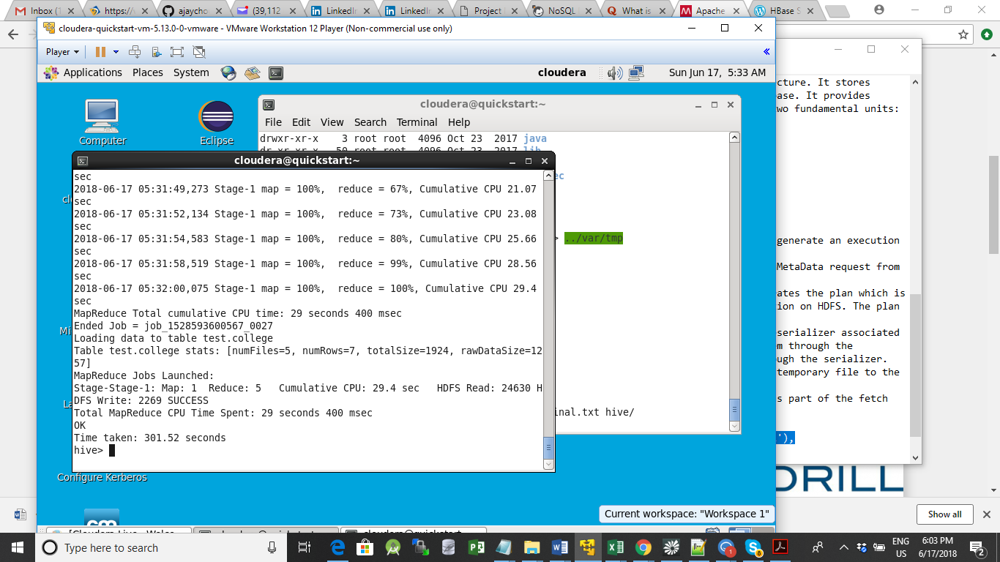 Inbox (1
https://
ajaycho
(39,112
LinkedIn
LinkedIn
Project
NoSQL
What is
Apache
HBase S
cloudera-quickstart-vm-5.13.0-0-vmware - VMware Workstation 12 Player (Non-commercial use only)
Player
Applications Places System
cloudera
Sun Jun 17, 5:33 AM
Computer
Eclipse
cloudera@quickstart:~
File Edit View Search Terminal Help
drwxr-xr-x 3 root root 4096 Oct 23 2017 java
dr-xr-xr-x 50 root root 4096 Oct 23 2017 lib
ec
> ../var/tmp
inal.txt hive/
cloudera@quickstart:~
sec
2018-06-17 05:31:49,273 Stage-1 map = 100%, reduce = 67%, Cumulative CPU 21.07
sec
2018-06-17 05:31:52,134 Stage-1 map = 100%, reduce = 73%, Cumulative CPU 23.08
sec
2018-06-17 05:31:54,583 Stage-1 map = 100%, reduce = 80%, Cumulative CPU 25.66
sec
2018-06-17 05:31:58,519 Stage-1 map = 100%, reduce = 99%, Cumulative CPU 28.56
sec
2018-06-17 05:32:00,075 Stage-1 map = 100%, reduce = 100%, Cumulative CPU 29.4
sec
MapReduce Total cumulative CPU time: 29 seconds 400 msec
Ended Job = job_1528593600567_0027
Loading data to table test.college
Table test.college stats: [numFiles=5, numRows=7, totalSize=1924, rawDataSize=12
57]
MapReduce Jobs Launched:
Stage-Stage-1: Map: 1 Reduce: 5 Cumulative CPU: 29.4 sec HDFS Read: 24630 H
DFS Write: 2269 SUCCESS
Total MapReduce CPU Time Spent: 29 seconds 400 msec
OK
Time taken: 301.52 seconds
hive>
Configure Kerberos
cture. It stores
ase. It provides
wo fundamental units:
generate an execution
MetaData request from
ates the plan which is
ion on HDFS. The plan
serializer associated
m through the
ugh the serializer.
temporary file to the
s part of the fetch
'),
DRILL
Current workspace: "Workspace 1"
Show all
Type here to search
ENG
US
6:03 PM
6/17/2018
2